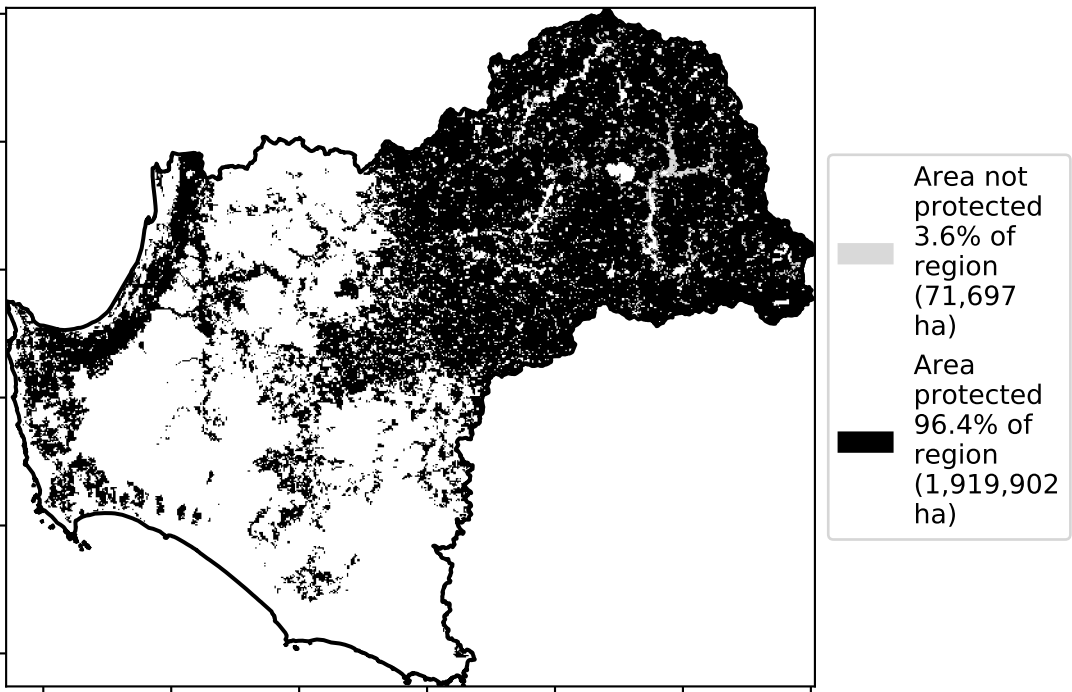 Area not
protected
3.6% of
region
(71,697
ha)
Area
protected
96.4% of
region
(1,919,902
ha)